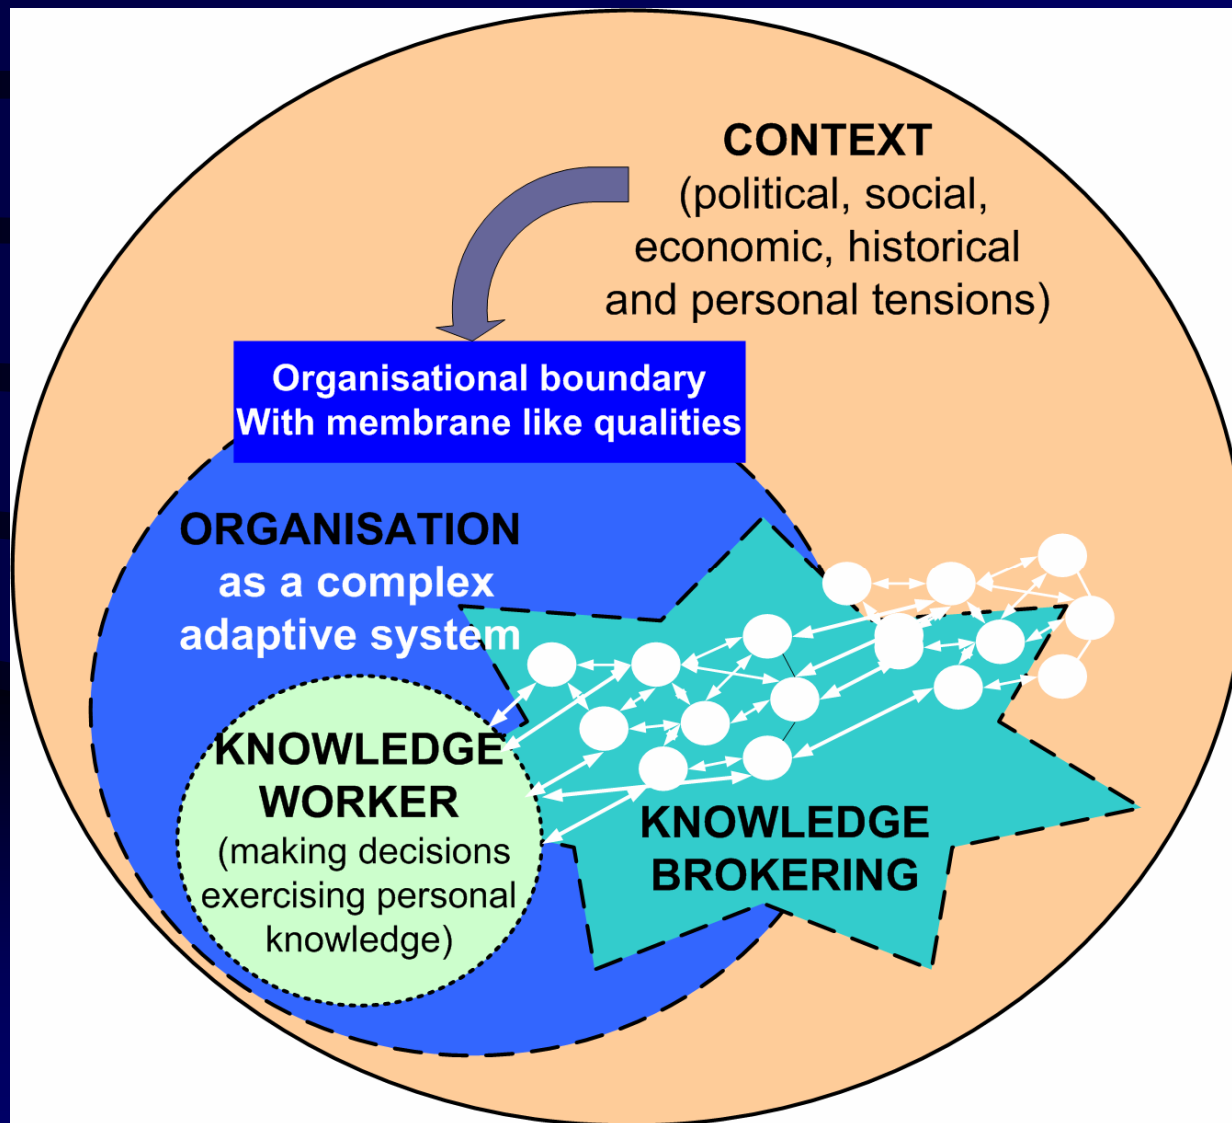 CONTEXT
(political, social,
economic, historical
and personal tensions)
Organisational boundary
With membrane like qualities
ORGANISATION
as a complex
adaptive system
KNOWLEDGE
WORKER
(making decisions
exercising personal
knowledge)
KNOWLEDGE
BROKERING